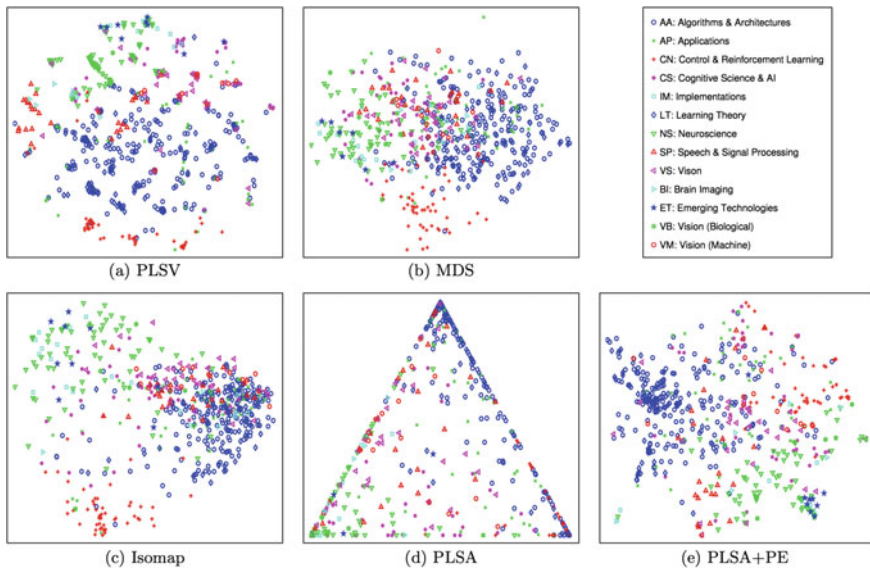 AA: Algorithms & Architectures
AP: Applications
CN: Control & Reinforcement Learning
CS: Cognitive Science & AI
IM: Implementations
LT: Learning Theory
NS: Neuroscience
SP: Speech & Signal Processing
VS: Vison
BI: Brain Imaging
ET: Emerging Technologies
VB: Vision (Biological)
VM: Vision (Machine)
(a) PLSV
(b) MDS
(c) Isomap
(d) PLSA
(e) PLSA+PE